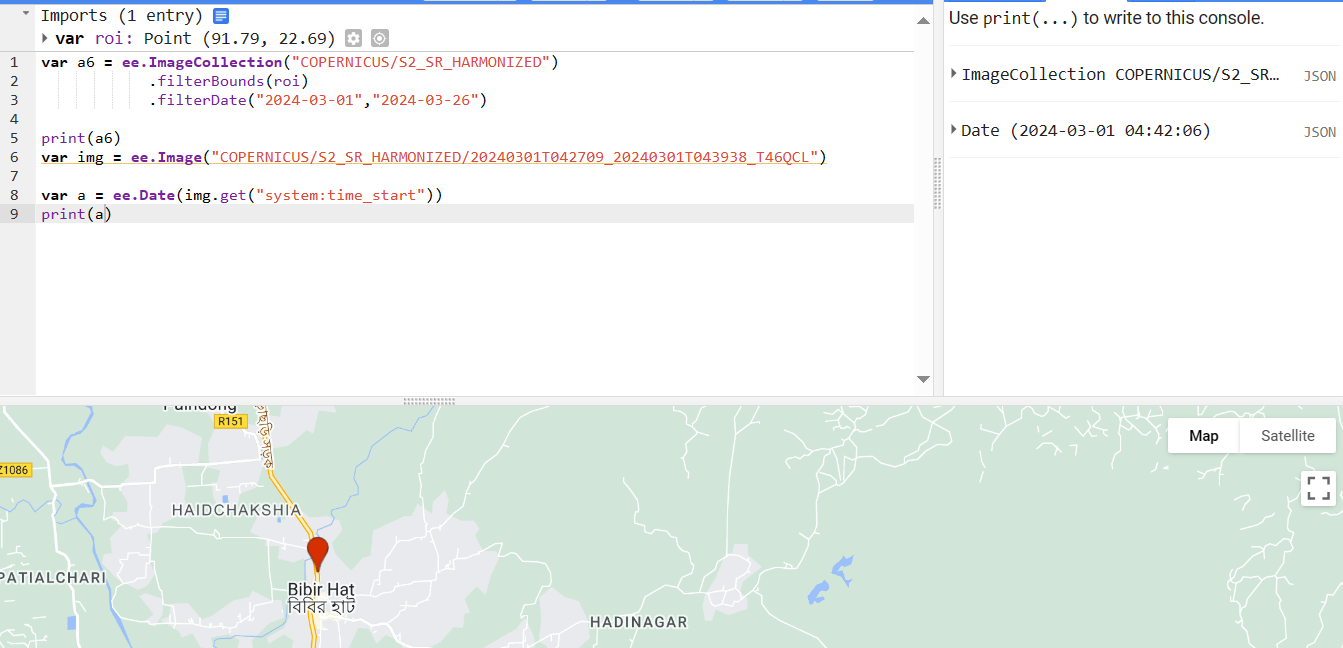 Imports (1 entry)
var roi: Point (91.79, 22.69)
1 var a6 = ee.ImageCollection("COPERNICUS/S2_SR_HARMONIZED")
2 .filterBounds(roi)
3 .filterDate("2024-03-01","2024-03-26")
4
5 print(a6)
6 var img = ee.Image("COPERNICUS/S2_SR_HARMONIZED/20240301T042709_20240301T043938_T46QCL")
7
8 var a = ee.Date(img.get("system:time_start"))
9 print(a)
Use print(...) to write to this console.
ImageCollection COPERNICUS/S2_SR… JSON
Date (2024-03-01 04:42:06) JSON
R151
Z1086
Map Satellite
HAIDCHAKSHIA
PATIALCHARI
Bibir Hat
বিবির হাট
HADINAGAR